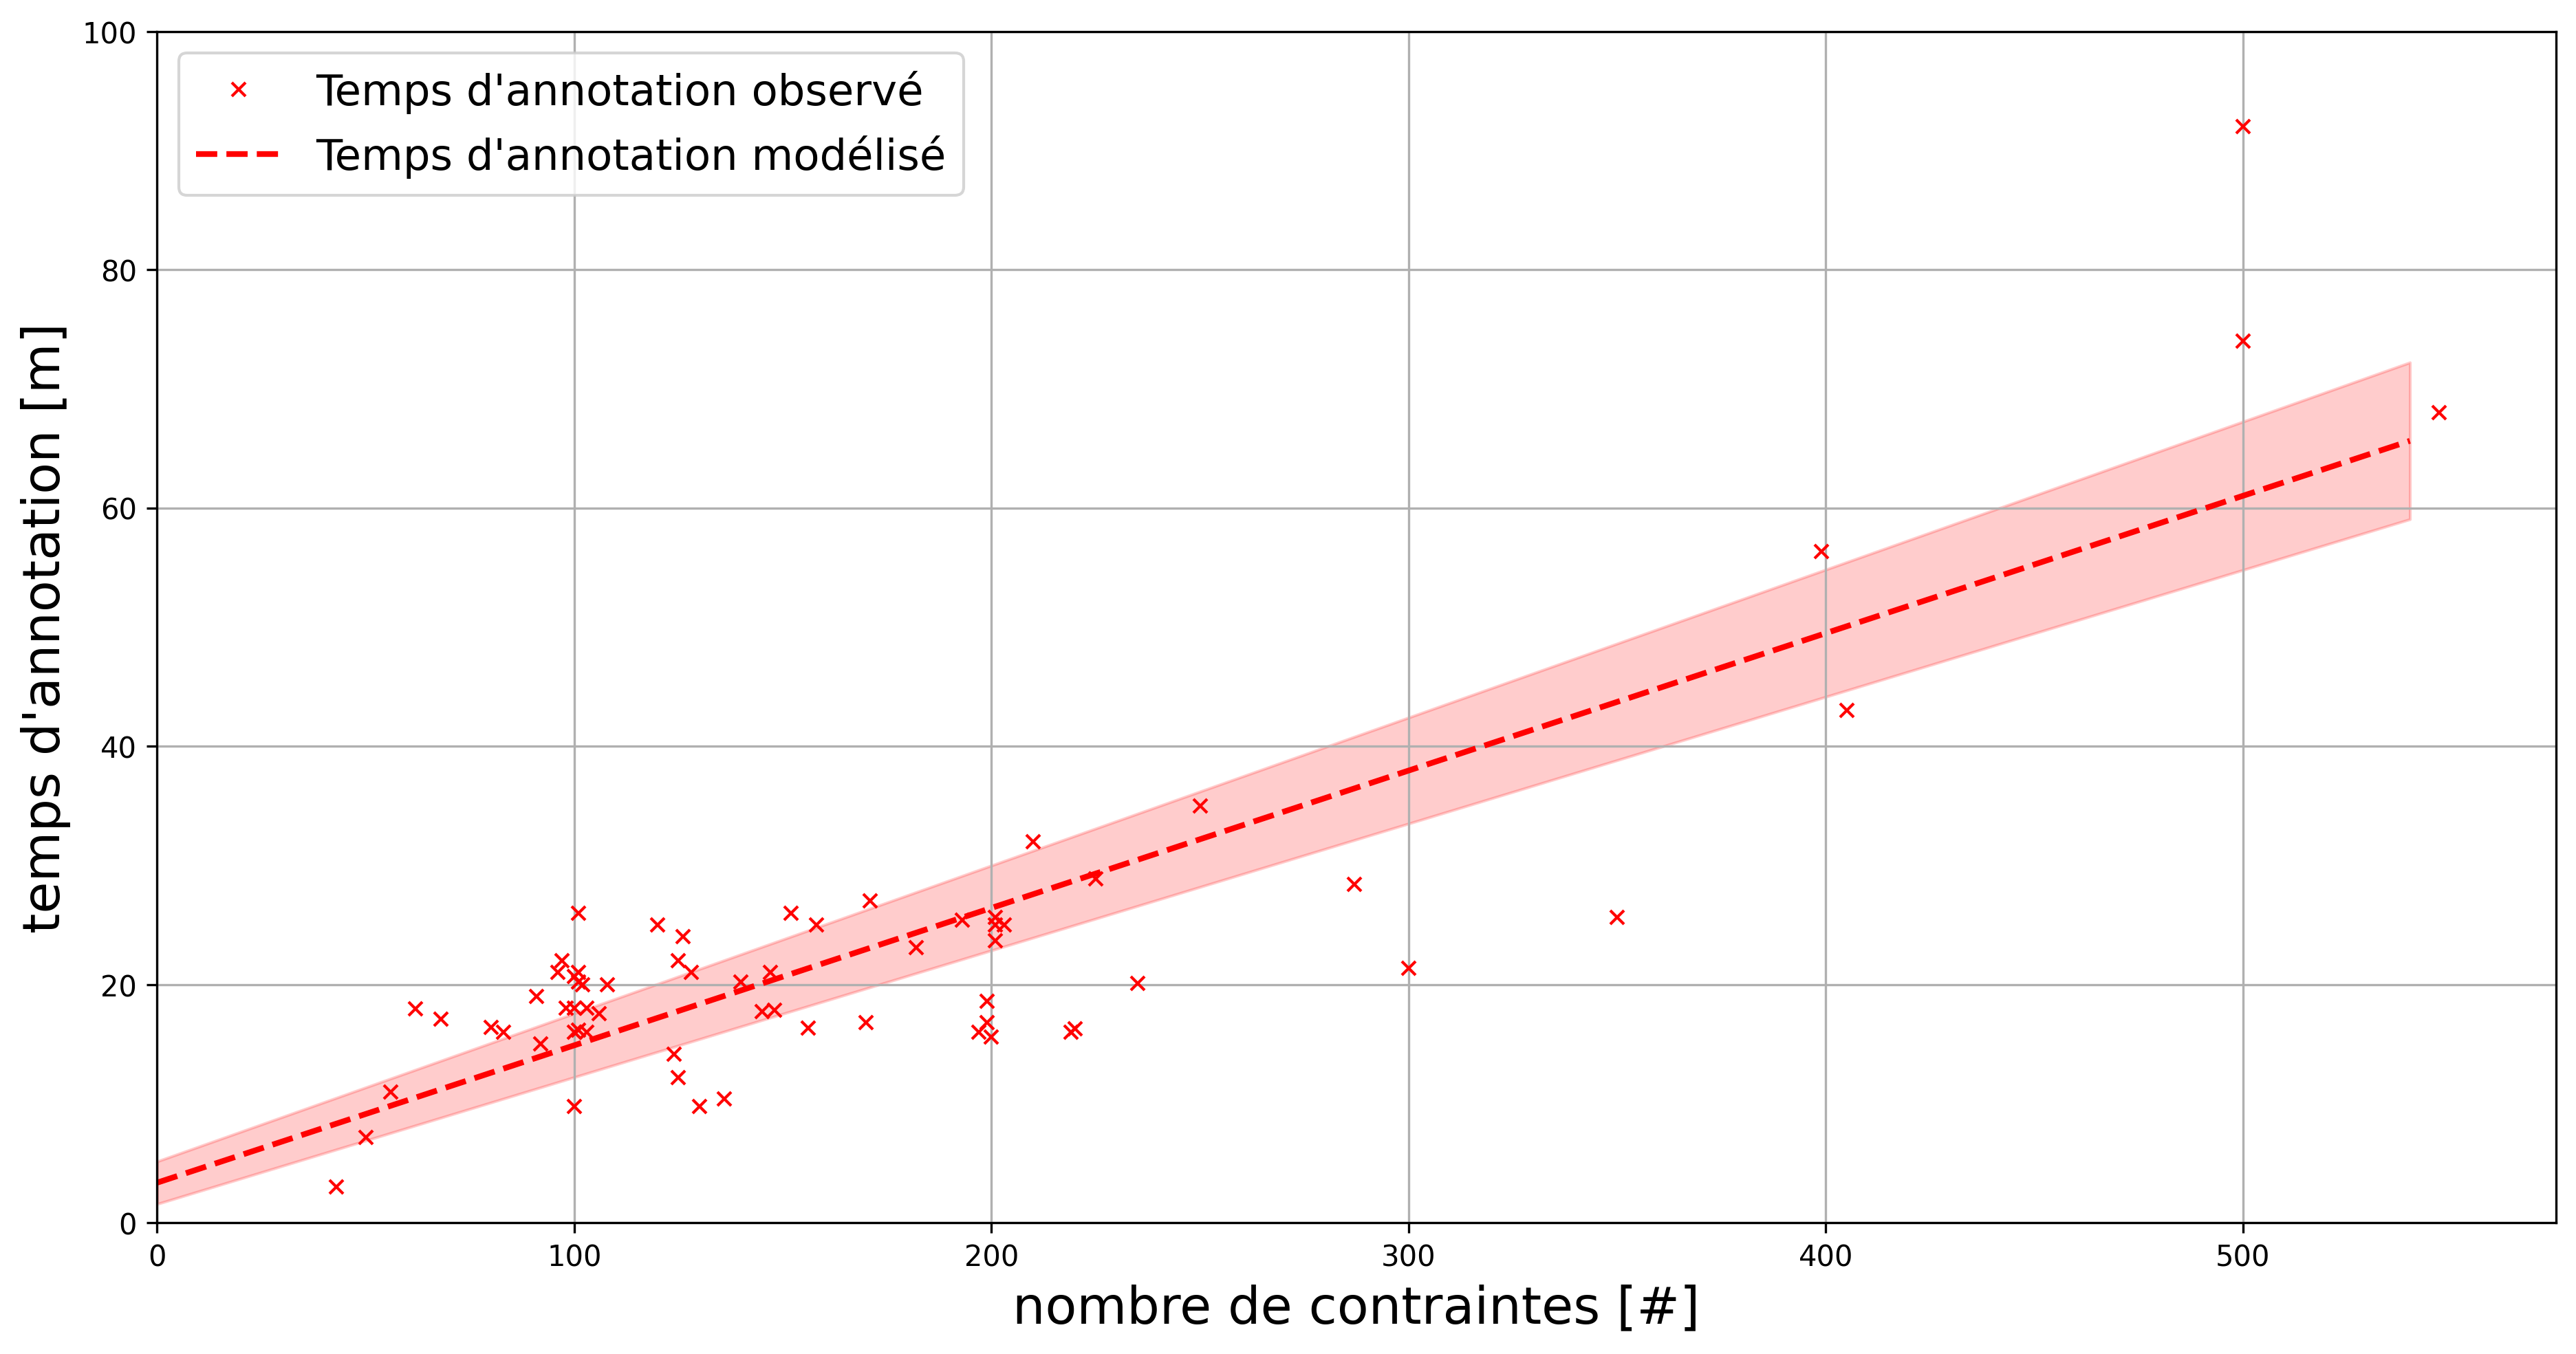 Temps d'annotation observé
Temps d'annotation modélisé
temps d'annotation [m]
100
80
60
40
20
0
0 100 200 300 400 500
nombre de contraintes [#]